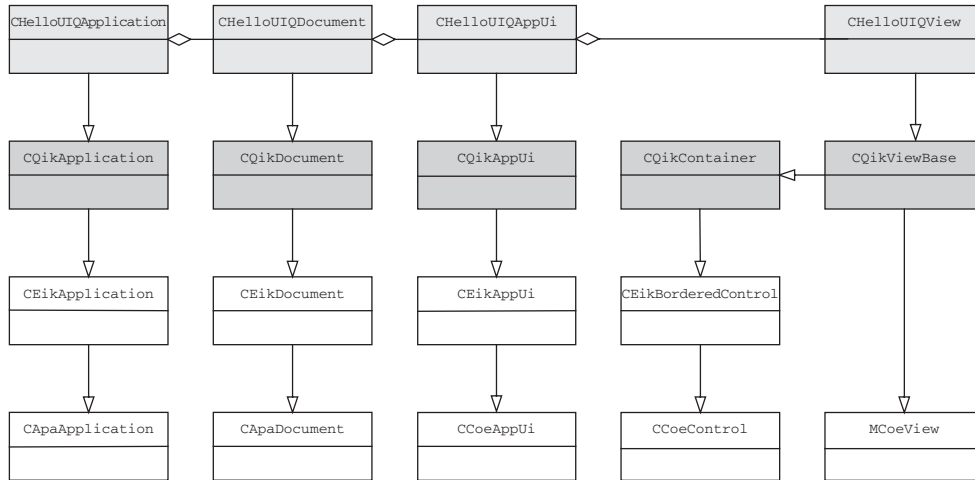 CHelloUIQApplication
CHelloUIQDocument
CHelloUIQAppUi
CHelloUIQView
CQikApplication
CQikDocument
CQikAppUi
CQikContainer
CQikViewBase
CEikApplication
CEikDocument
CEikAppUi
CEikBorderedControl
CApaApplication
CApaDocument
CCoeAppUi
CCoeControl
MCoeView